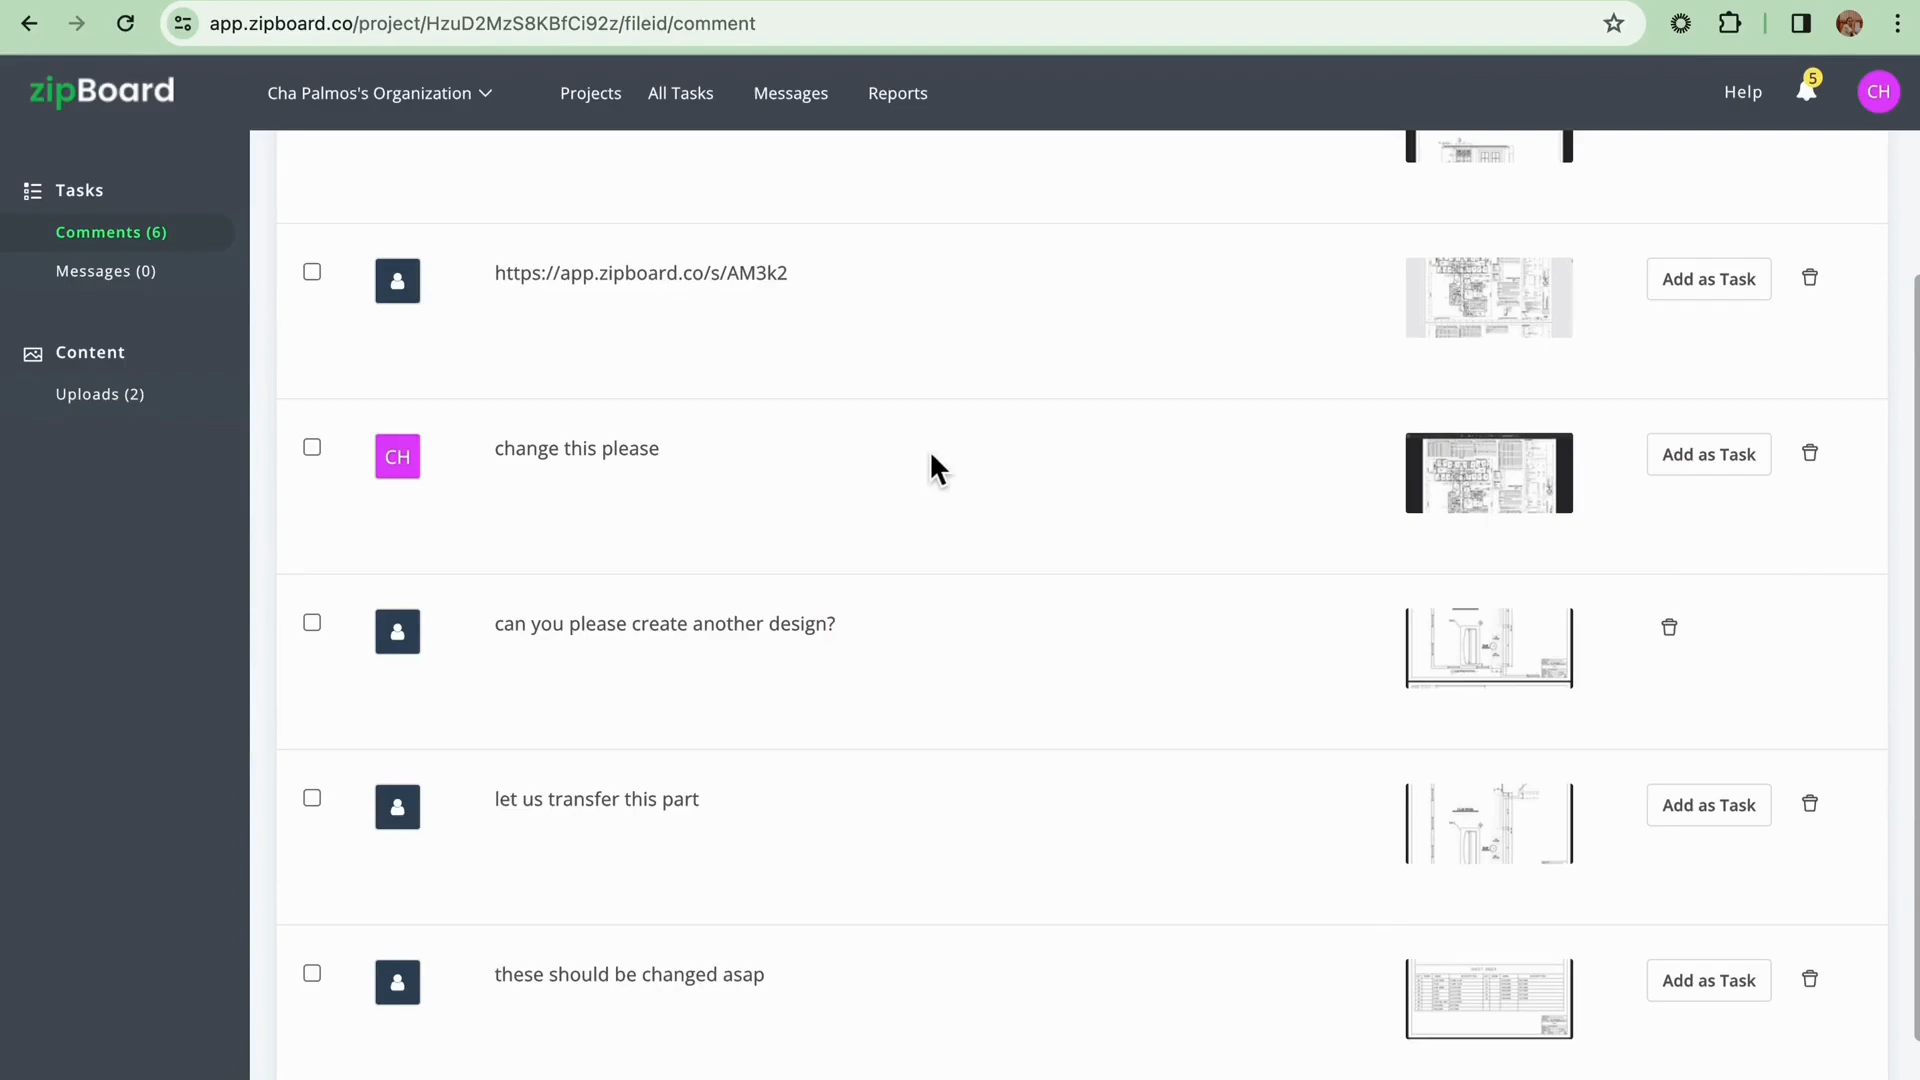 app.zipboard.co/project/HzuD2MzS8KBfCi92z/fileid/comment
zipBoard
Cha Palmos's Organization
Projects
All Tasks
Messages
Reports
Help
5
CH
Tasks
Comments (6)
Messages (0)
Content
Uploads (2)
https://app.zipboard.co/s/AM3k2
Add as Task
CH
change this please
Add as Task
can you please create another design?
let us transfer this part
Add as Task
these should be changed asap
Add as Task